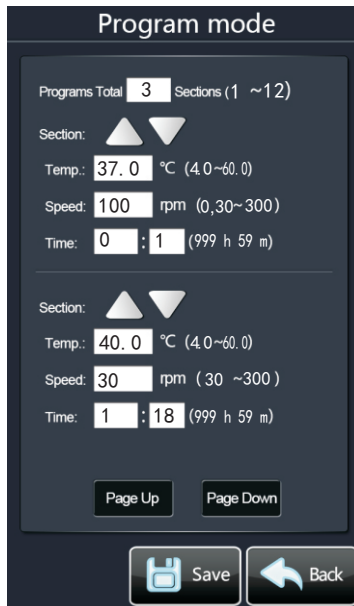 Program mode
Programs Total 3 Sections (1 ~12)
Section:
Temp.: 37.0 ℃ (4.0~60.0)
Speed: 100 rpm (0,30~300)
Time: 0 : 1 (999 h 59 m)
Section:
Temp.: 40.0 ℃ (4.0~60.0)
Speed: 30 rpm (30 ~300)
Time: 1 : 18 (999 h 59 m)
Page Up Page Down
Save Back